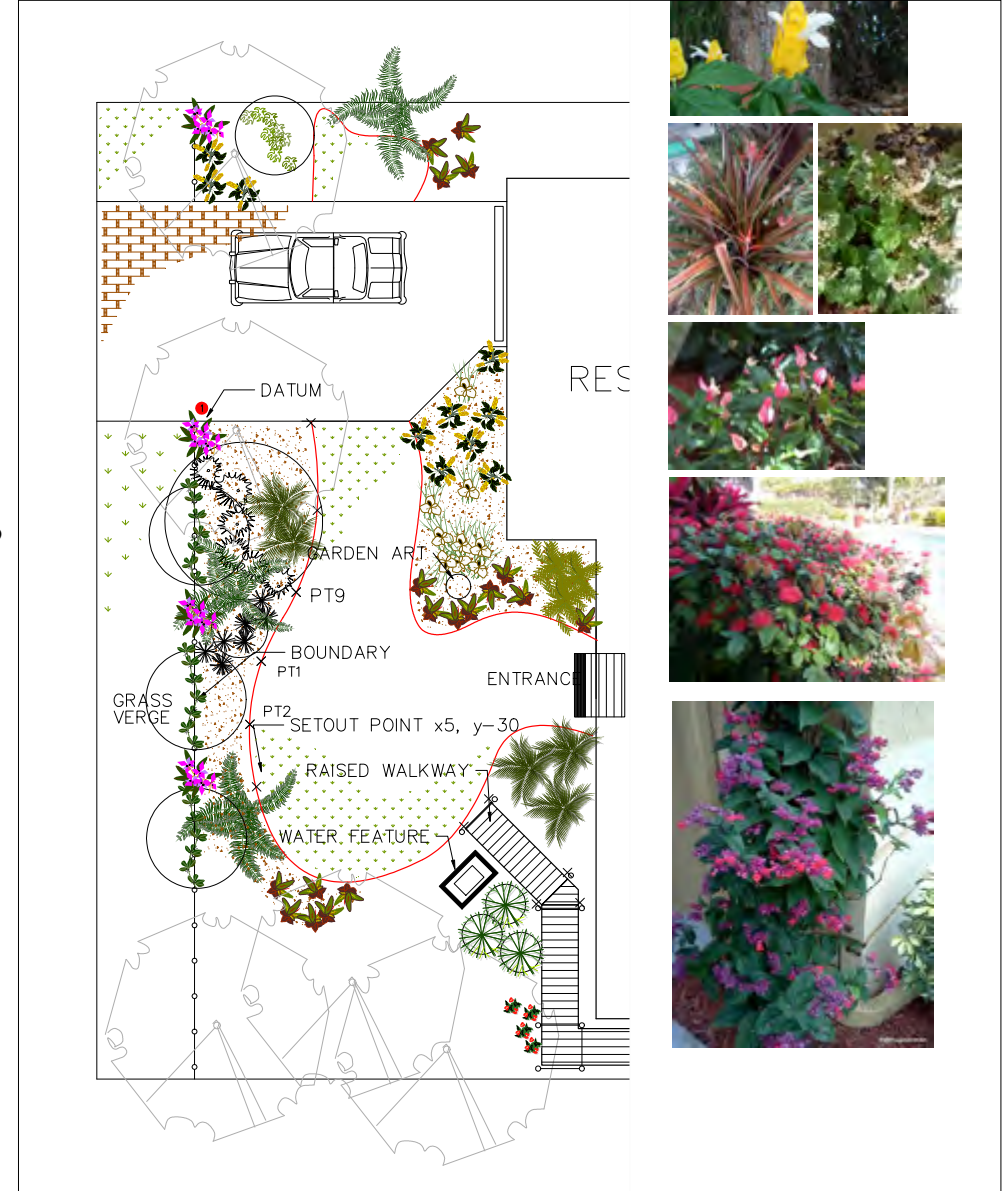 RES
1
DATUM
GARDEN ART
PT9
BOUNDARY
PT1
ENTRANCE
GRASS
VERGE
PT2
SETOUT POINT x5, y-30
RAISED WALKWAY
WATER FEATURE